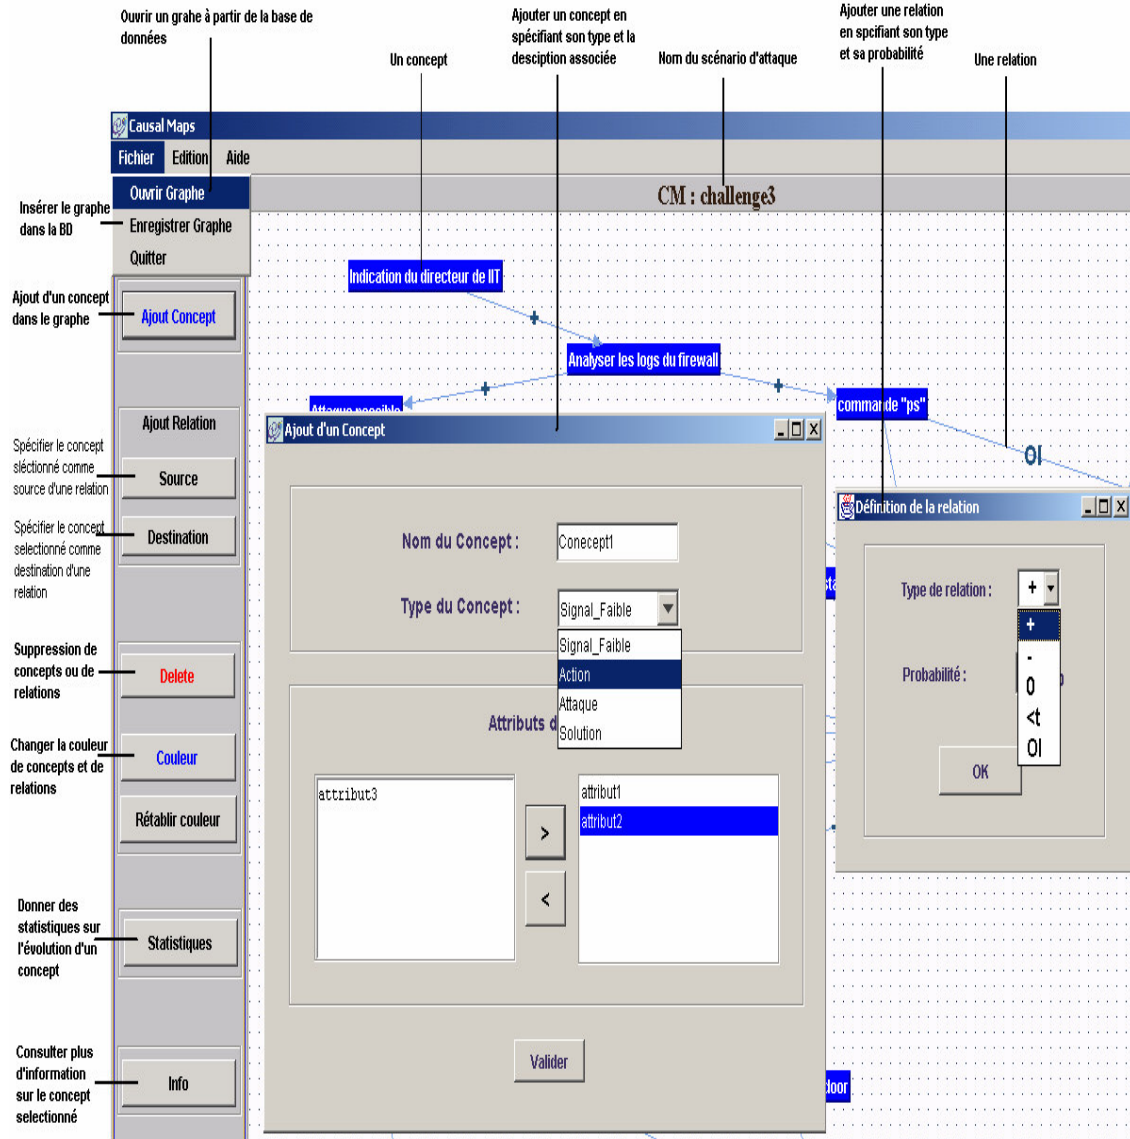 Ouvrir un grahe à partir de la base de
données
Un concept
Ajouter un concept en
spécifiant son type et la
desciption associée
Nom du scénario d'attaque
Ajouter une relation
en spcifiant son type
et sa probabilité
Une relation
Causal Maps
Fichier Edition Aide
Ouvrir Graphe
Enregistrer Graphe
Quitter
CM : challenge3
Insérer le graphe
dans la BD
Ajout d'un concept
dans le graphe
Ajout Concept
Indication du directeur de IIT
+
Analyser les logs du firewall
+
+
Attaque possible
commande "ps"
OI
Ajout Relation
Spécifier le concept
sléctionné comme
source d'une relation
Source
Spécifier le concept
selectionné comme
destination d'une
relation
Destination
Suppression de
concepts ou de
relations
Delete
Changer la couleur
de concepts et de
relations
Couleur
Rétablir couleur
Donner des
statistiques sur
l'évolution d'un
concept
Statistiques
Consulter plus
d'information
sur le concept
selectionné
Info
Ajout d'un Concept
Nom du Concept :
Conecept1
Type du Concept :
Signal_Faible
Signal_Faible
Action
Attaque
Solution
Attributs d
attribut3
attribut1
attribut2
>
<
Valider
Définition de la relation
Type de relation :
+
+
-
0
<t
OI
Probabilité :
OK
door